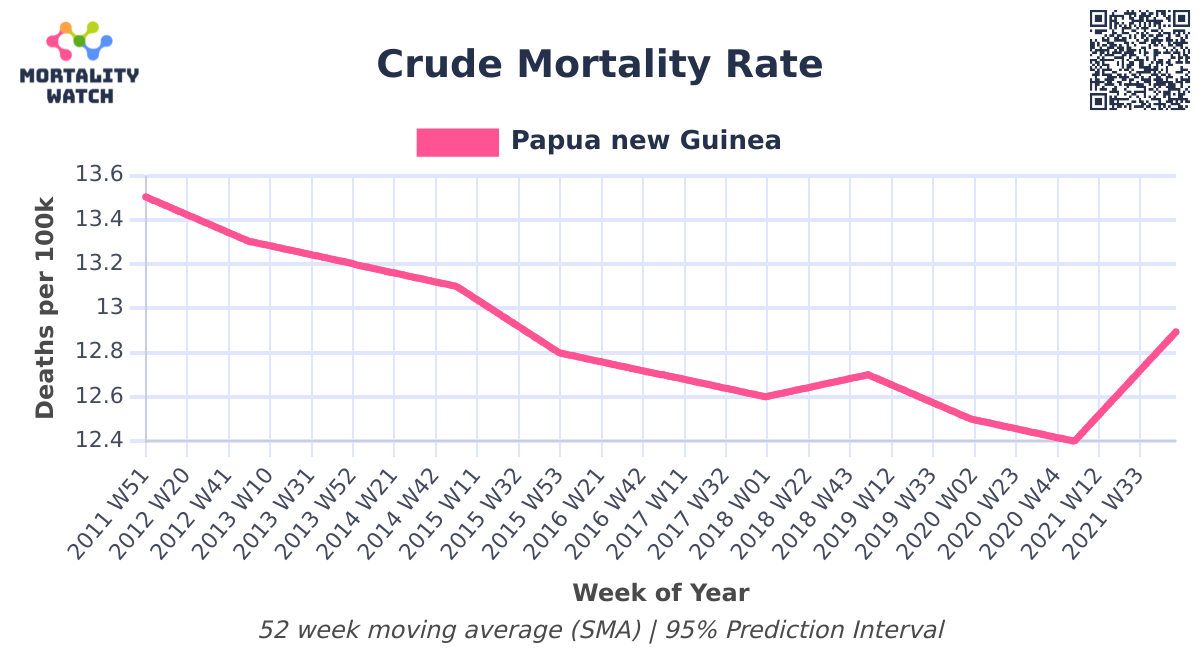 MORTALITY
WATCH
Crude Mortality Rate
Papua new Guinea
Deaths per 100k
13.6
13.4
13.2
13
12.8
12.6
12.4
2011 W51
2012 W20
2012 W41
2013 W10
2013 W31
2013 W52
2014 W21
2014 W42
2015 W11
2015 W32
2015 W53
2016 W21
2016 W42
2017 W11
2017 W32
2018 W01
2018 W22
2018 W43
2019 W12
2019 W33
2020 W02
2020 W23
2020 W44
2021 W12
2021 W33
Week of Year
52 week moving average (SMA) | 95% Prediction Interval